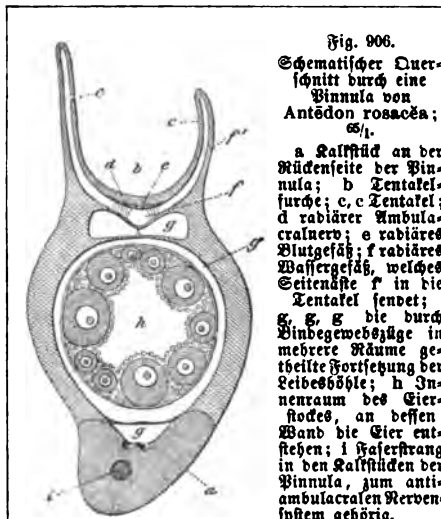 Fig. 906.
Schematischer Quer=
schnitt durch eine
Pinnula von
Antēdon rosacĕa;
65/1.
a Kalkstück an der
Rückenseite der Pin=
nula; b Tentakel=
furche; c, c Tentakel;
d radiärer Ambula=
cralnerv; e radiäres
Blutgefäß; f radiäres
Wassergefäß, welches
Seitenäste f' in die
Tentakel sendet;
g, g, g die durch
Bindegewebszüge in
mehrere Räume ge=
theilte Fortsetzung der
Leibeshöhle; h In=
nenraum des Eier=
stockes, an dessen
Wand die Eier ent=
stehen; i Faserstrang
in den Kalkstücken der
Pinnula, zum anti=
ambulacralen Nerven=
system gehörig.
c
c
d
b
e
f'
f
g
g
h
g
i
a